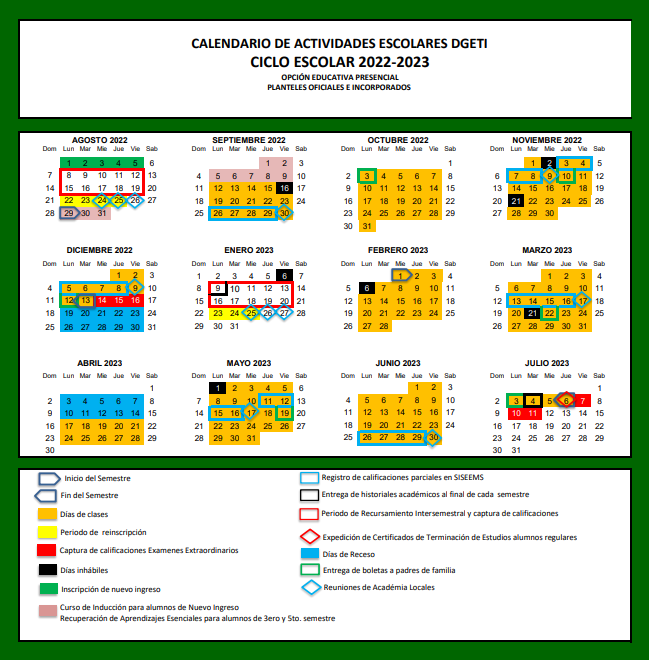 CALENDARIO DE ACTIVIDADES ESCOLARES DGETI
CICLO ESCOLAR 2022-2023
OPCIÓN EDUCATIVA PRESENCIAL
PLANTELES OFICIALES E INCORPORADOS
AGOSTO 2022
Dom Lun Mar Mie Jue Vie Sab
1 2 3 4 5 6
7 8 9 10 11 12 13
14 15 16 17 18 19 20
21 22 23 24 25 26 27
28 29 30 31
SEPTIEMBRE 2022
Dom Lun Mar Mie Jue Vie Sab
1 2 3
4 5 6 7 8 9 10
11 12 13 14 15 16 17
18 19 20 21 22 23 24
25 26 27 28 29 30
OCTUBRE 2022
Dom Lun Mar Mie Jue Vie Sab
1
2 3 4 5 6 7 8
9 10 11 12 13 14 15
16 17 18 19 20 21 22
23 24 25 26 27 28 29
30 31
NOVIEMBRE 2022
Dom Lun Mar Mie Jue Vie Sab
1 2 3 4 5
6 7 8 9 10 11 12
13 14 15 16 17 18 19
20 21 22 23 24 25 26
27 28 29 30
DICIEMBRE 2022
Dom Lun Mar Mie Jue Vie Sab
1 2 3
4 5 6 7 8 9 10
11 12 13 14 15 16 17
18 19 20 21 22 23 24
25 26 27 28 29 30 31
ENERO 2023
Dom Lun Mar Mie Jue Vie Sab
1 2 3 4 5 6 7
8 9 10 11 12 13 14
15 16 17 18 19 20 21
22 23 24 25 26 27 28
29 30 31
FEBRERO 2023
Dom Lun Mar Mie Jue Vie Sab
1 2 3 4
5 6 7 8 9 10 11
12 13 14 15 16 17 18
19 20 21 22 23 24 25
26 27 28
MARZO 2023
Dom Lun Mar Mie Jue Vie Sab
1 2 3 4
5 6 7 8 9 10 11
12 13 14 15 16 17 18
19 20 21 22 23 24 25
26 27 28 29 30 31
ABRIL 2023
Dom Lun Mar Mie Jue Vie Sab
1
2 3 4 5 6 7 8
9 10 11 12 13 14 15
16 17 18 19 20 21 22
23 24 25 26 27 28 29
30
MAYO 2023
Dom Lun Mar Mie Jue Vie Sab
1 2 3 4 5 6
7 8 9 10 11 12 13
14 15 16 17 18 19 20
21 22 23 24 25 26 27
28 29 30 31
JUNIO 2023
Dom Lun Mar Mie Jue Vie Sab
1 2 3
4 5 6 7 8 9 10
11 12 13 14 15 16 17
18 19 20 21 22 23 24
25 26 27 28 29 30
JULIO 2023
Dom Lun Mar Mie Jue Vie Sab
1
2 3 4 5 6 7 8
9 10 11 12 13 14 15
16 17 18 19 20 21 22
23 24 25 26 27 28 29
30 31
Inicio del Semestre
Fin del Semestre
Días de clases
Periodo de reinscripción
Captura de calificaciones Examenes Extraordinarios
Días inhábiles
Inscripción de nuevo ingreso
Curso de Inducción para alumnos de Nuevo Ingreso
Recuperación de Aprendizajes Esenciales para alumnos de 3ero y 5to. semestre
Registro de calificaciones parciales en SISEEMS
Entrega de historiales académicos al final de cada semestre
Periodo de Recursamiento Intersemestral y captura de calificaciones
Expedición de Certificados de Terminación de Estudios alumnos regulares
Días de Receso
Entrega de boletas a padres de familia
Reuniones de Acádémia Locales